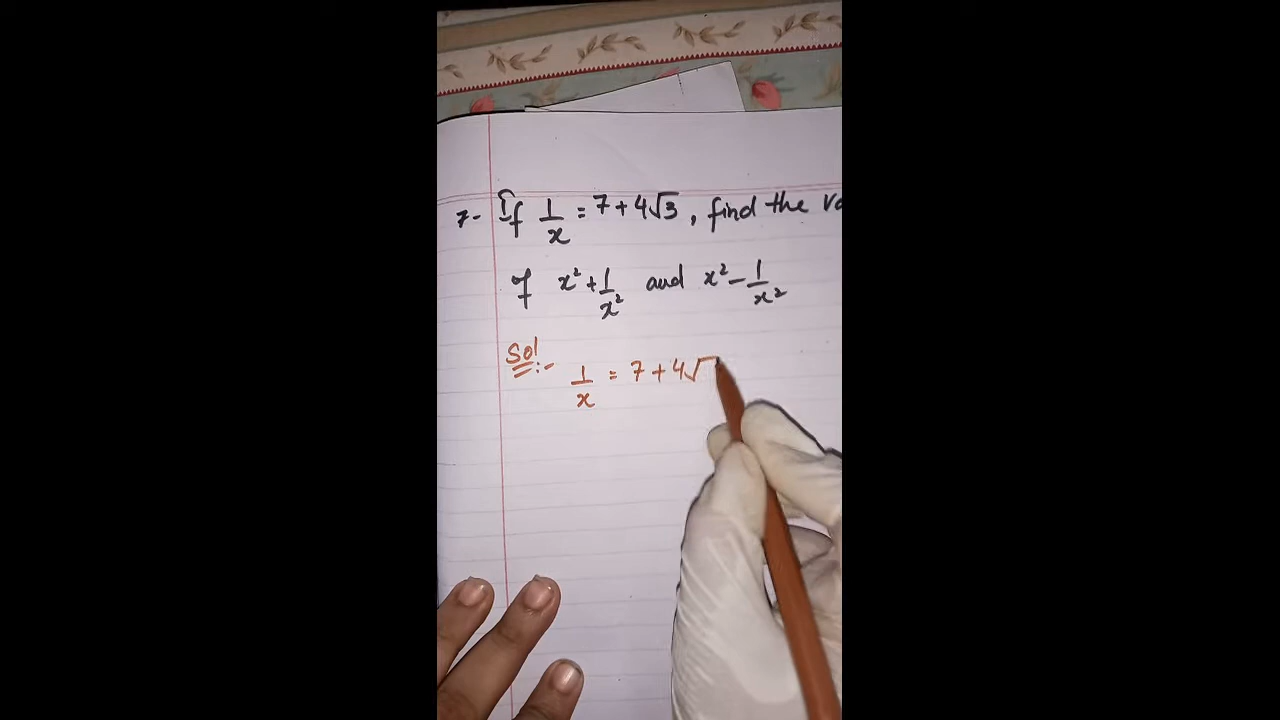 7- If 1/x = 7+4√3, find the
of x²+1/x² and x²-1/x²
Sol:-
1/x = 7+4√